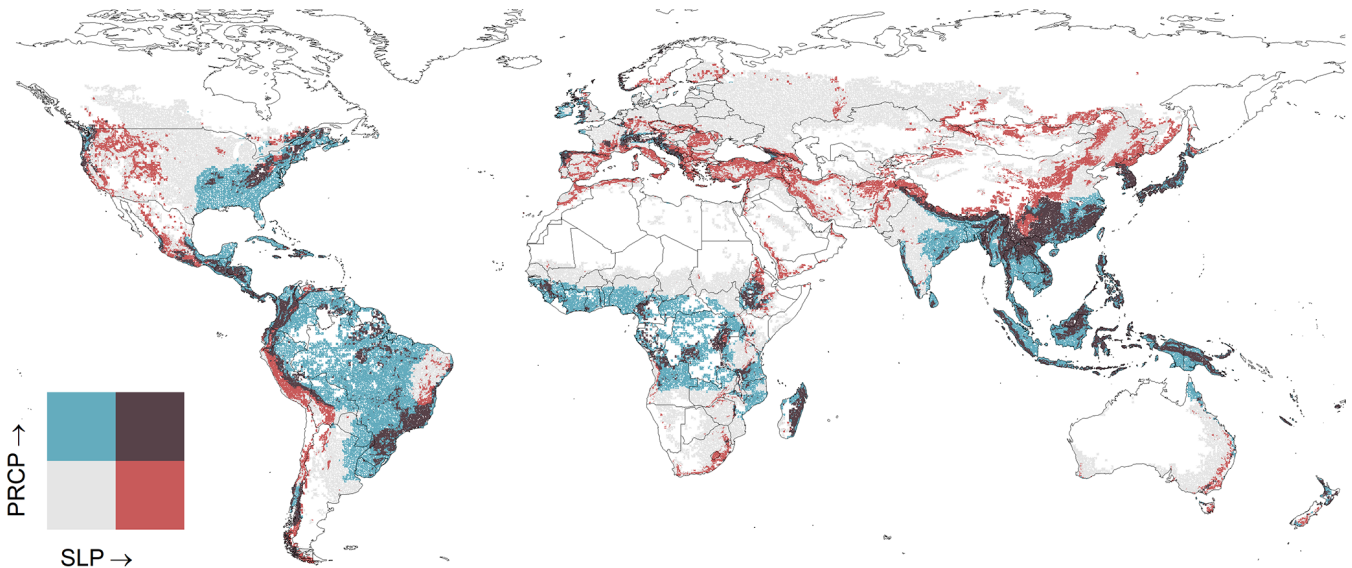 PRCP →
SLP →